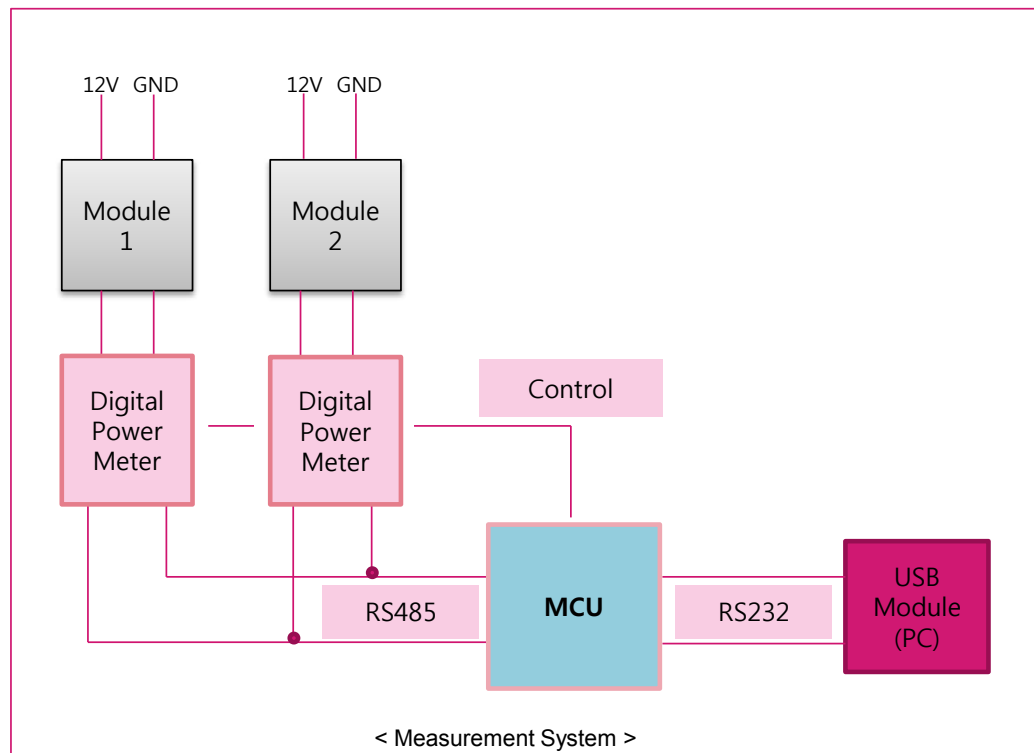 12V GND
12V GND
Module
1
Module
2
Digital
Power
Meter
Digital
Power
Meter
Control
RS485
MCU
RS232
USB
Module
(PC)
< Measurement System >